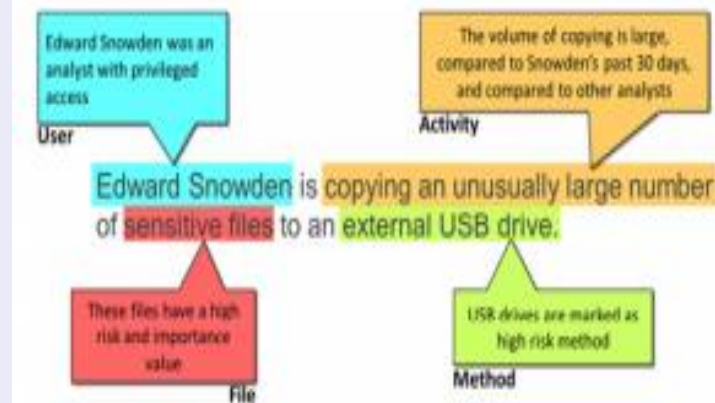 Edward Snowden was an
analyst with privileged
access
User
The volume of copying is large,
compared to Snowden's past 30 days,
and compared to other analysts
Activity
Edward Snowden is copying an unusually large number
of sensitive files to an external USB drive.
These files have a high
risk and importance
value
File
USB drives are marked as
high risk method
Method